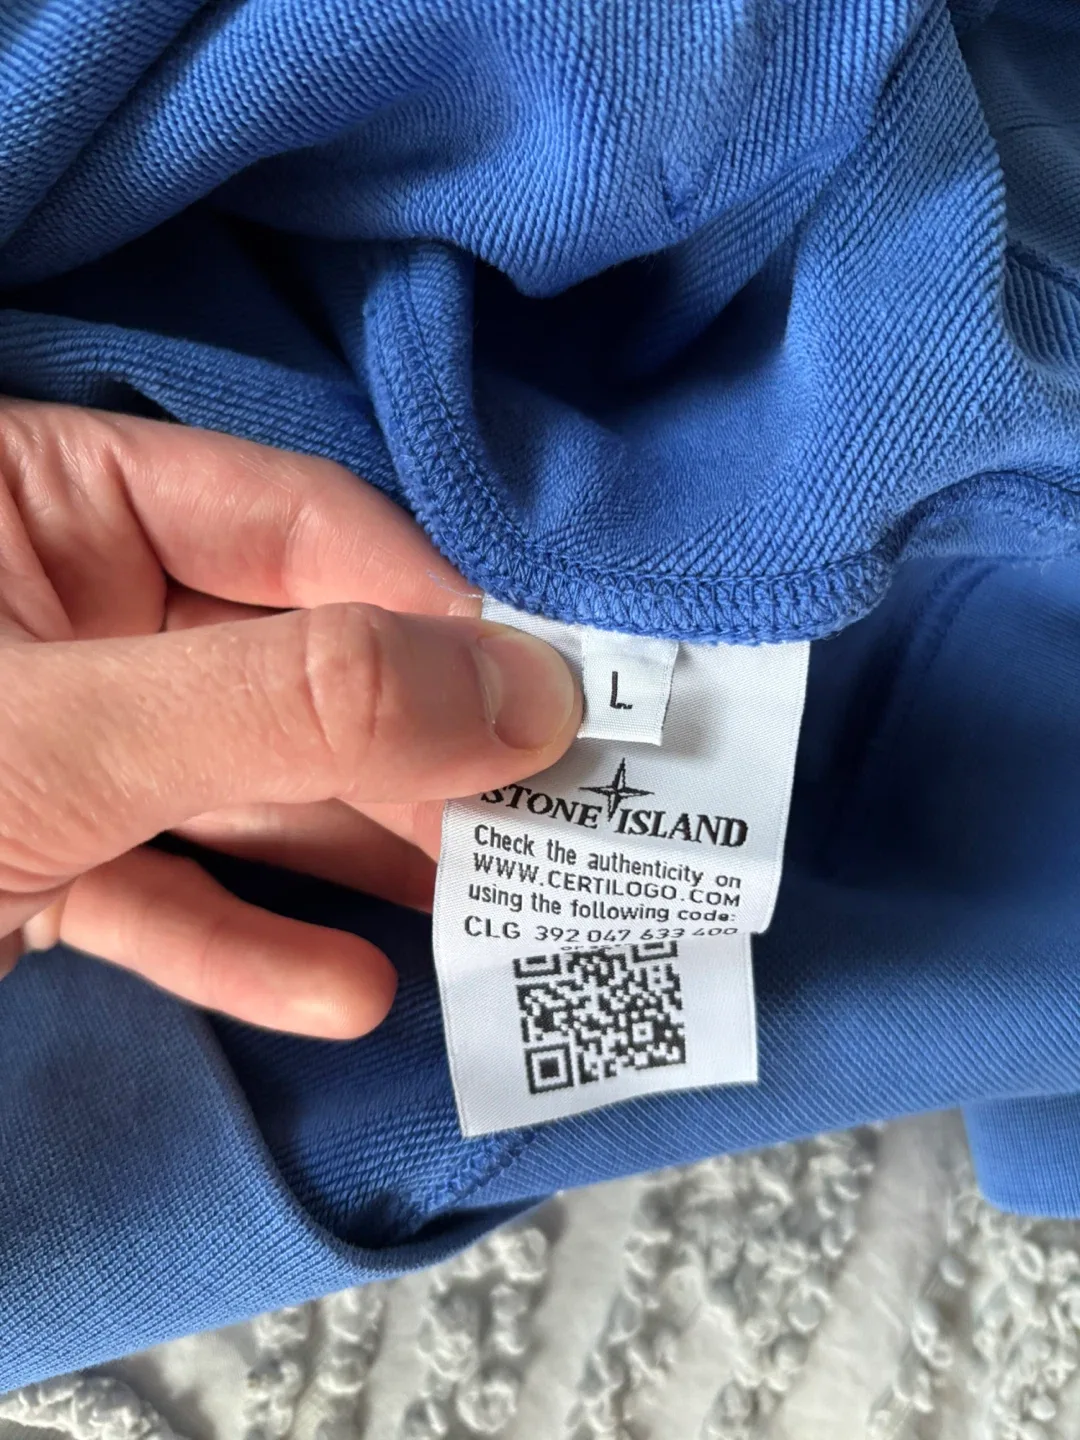 L
STONE ISLAND
Check the authenticity on
WWW.CERTILOGO.COM
using the following code:
CLG 392 047 633 400